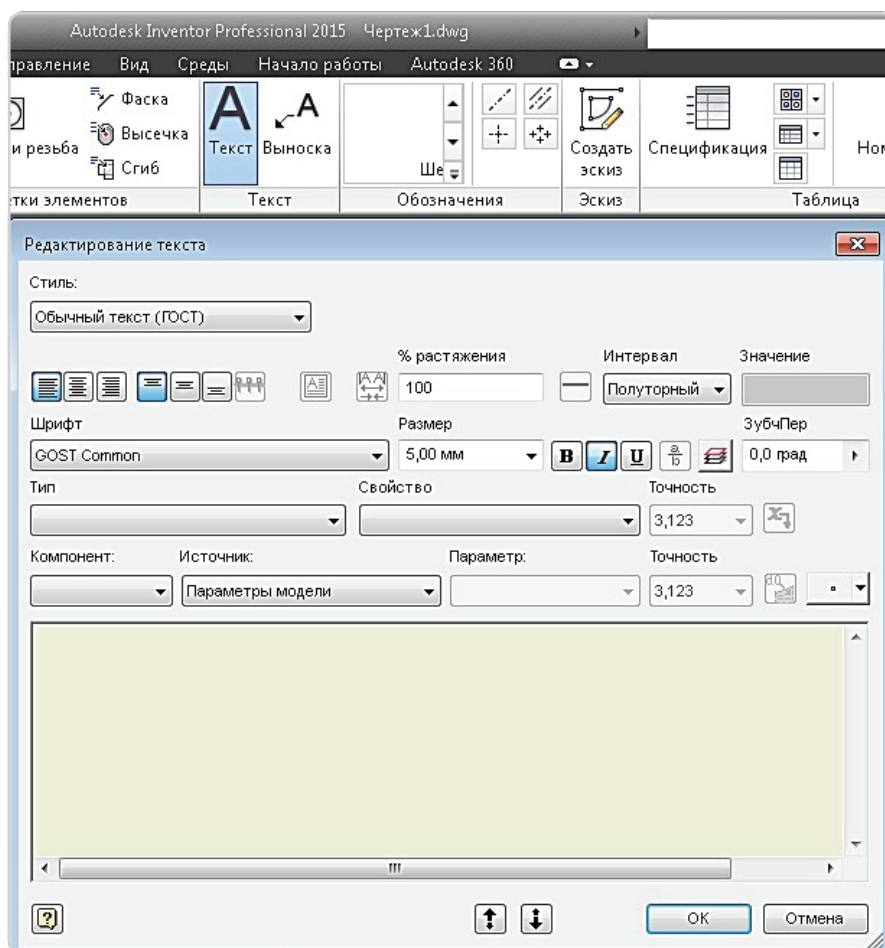 Autodesk Inventor Professional 2015 Чертеж1.dwg
правление Вид Среды Начало работы Autodesk 360
Фаска
Высечка
Сгиб
и резьба
A A
Текст Выноска
Ше
Создать
эскиз
Спецификация
Ном
тки элементов Текст Обозначения Эскиз Таблица
Редактирование текста
Стиль:
Обычный текст (ГОСТ)
% растяжения Интервал Значение
100 Полуторный
Шрифт Размер ЗубчПер
GOST Common 5,00 мм B I U a/b 0,0 град
Тип Свойство Точность
3,123
Компонент: Источник: Параметр: Точность
Параметры модели 3,123
? ОК Отмена